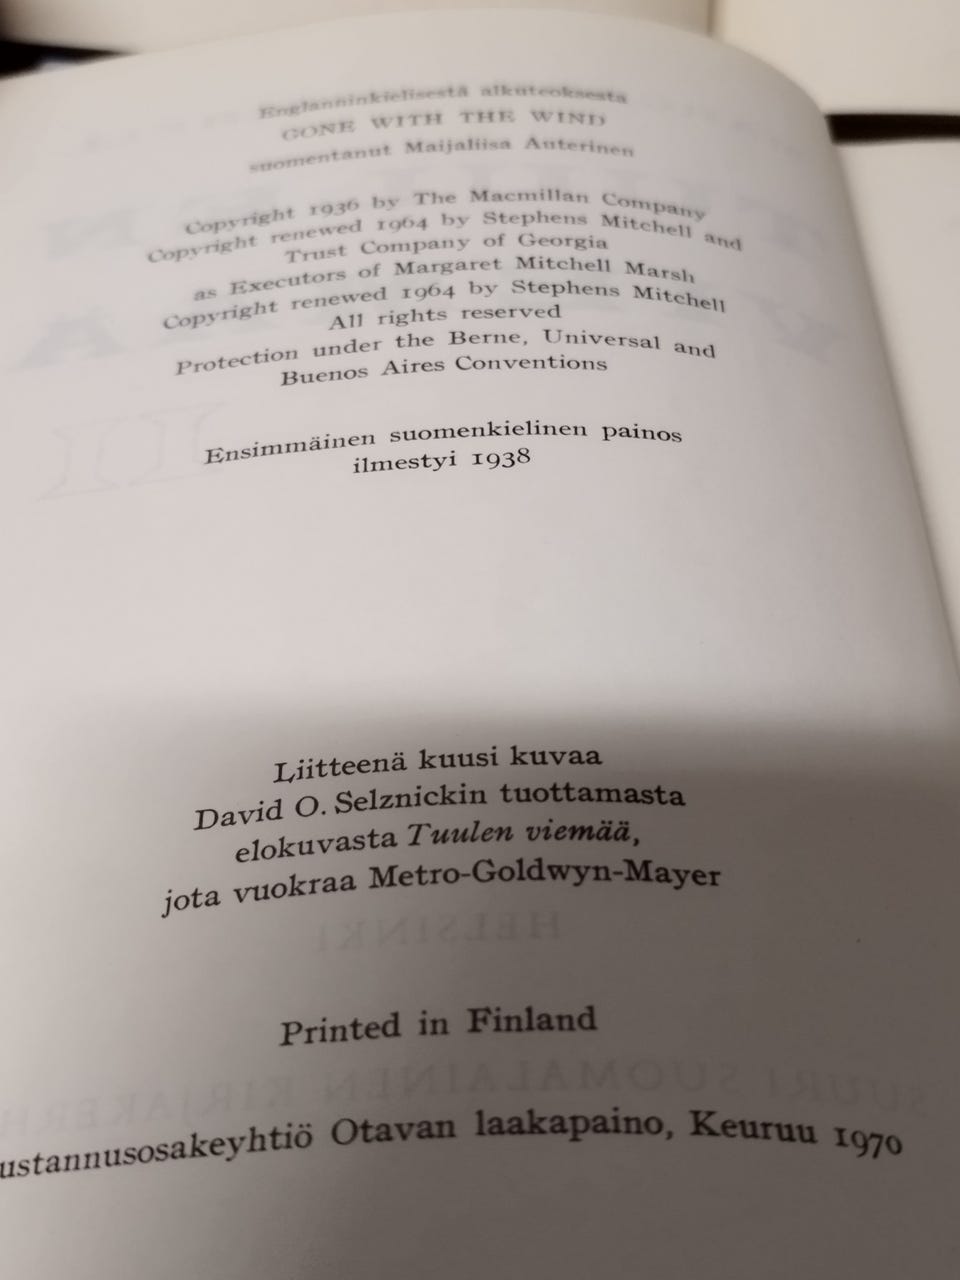 Englanninkielisestä alkuteoksesta
GONE WITH THE WIND
suomentanut Maijaliisa Auterinen
Copyright 1936 by The Macmillan Company
Copyright renewed 1964 by Stephens Mitchell and
Trust Company of Georgia
as Executors of Margaret Mitchell Marsh
Copyright renewed 1964 by Stephens Mitchell
All rights reserved
Protection under the Berne, Universal and
Buenos Aires Conventions
Ensimmäinen suomenkielinen painos
ilmestyi 1938
Liitteenä kuusi kuvaa
David O. Selznickin tuottamasta
elokuvasta Tuulen viemää,
jota vuokraa Metro-Goldwyn-Mayer
HELSINKI
Printed in Finland
SUURI SUOMALAINEN KIRJAKERH
ustannusosakeyhtiö Otavan laakapaino, Keuruu 1970